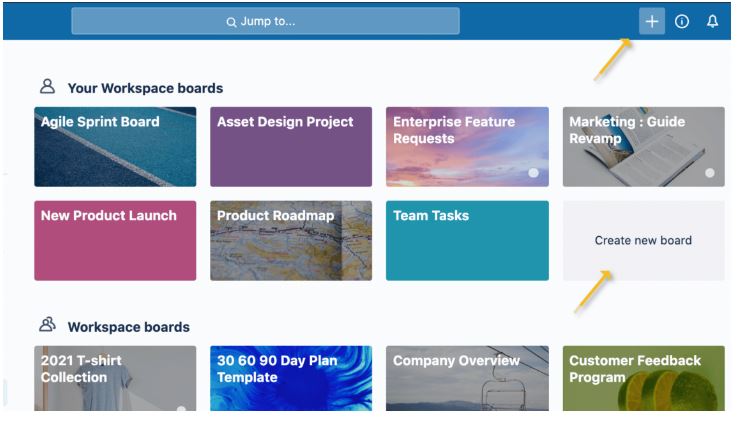 Jump to...
Your Workspace boards
Agile Sprint Board
Asset Design Project
Enterprise Feature
Requests
Marketing : Guide
Revamp
New Product Launch
Product Roadmap
Team Tasks
Create new board
Workspace boards
2021 T-shirt
Collection
30 60 90 Day Plan
Template
Company Overview
Customer Feedback
Program